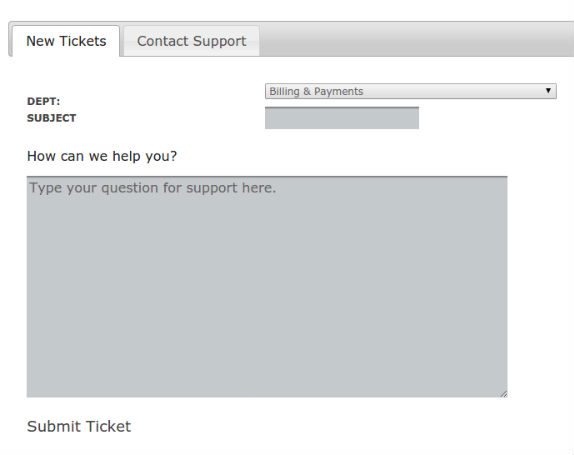 New Tickets Contact Support
Billing & Payments
DEPT:
SUBJECT
How can we help you?
Type your question for support here.
Submit Ticket